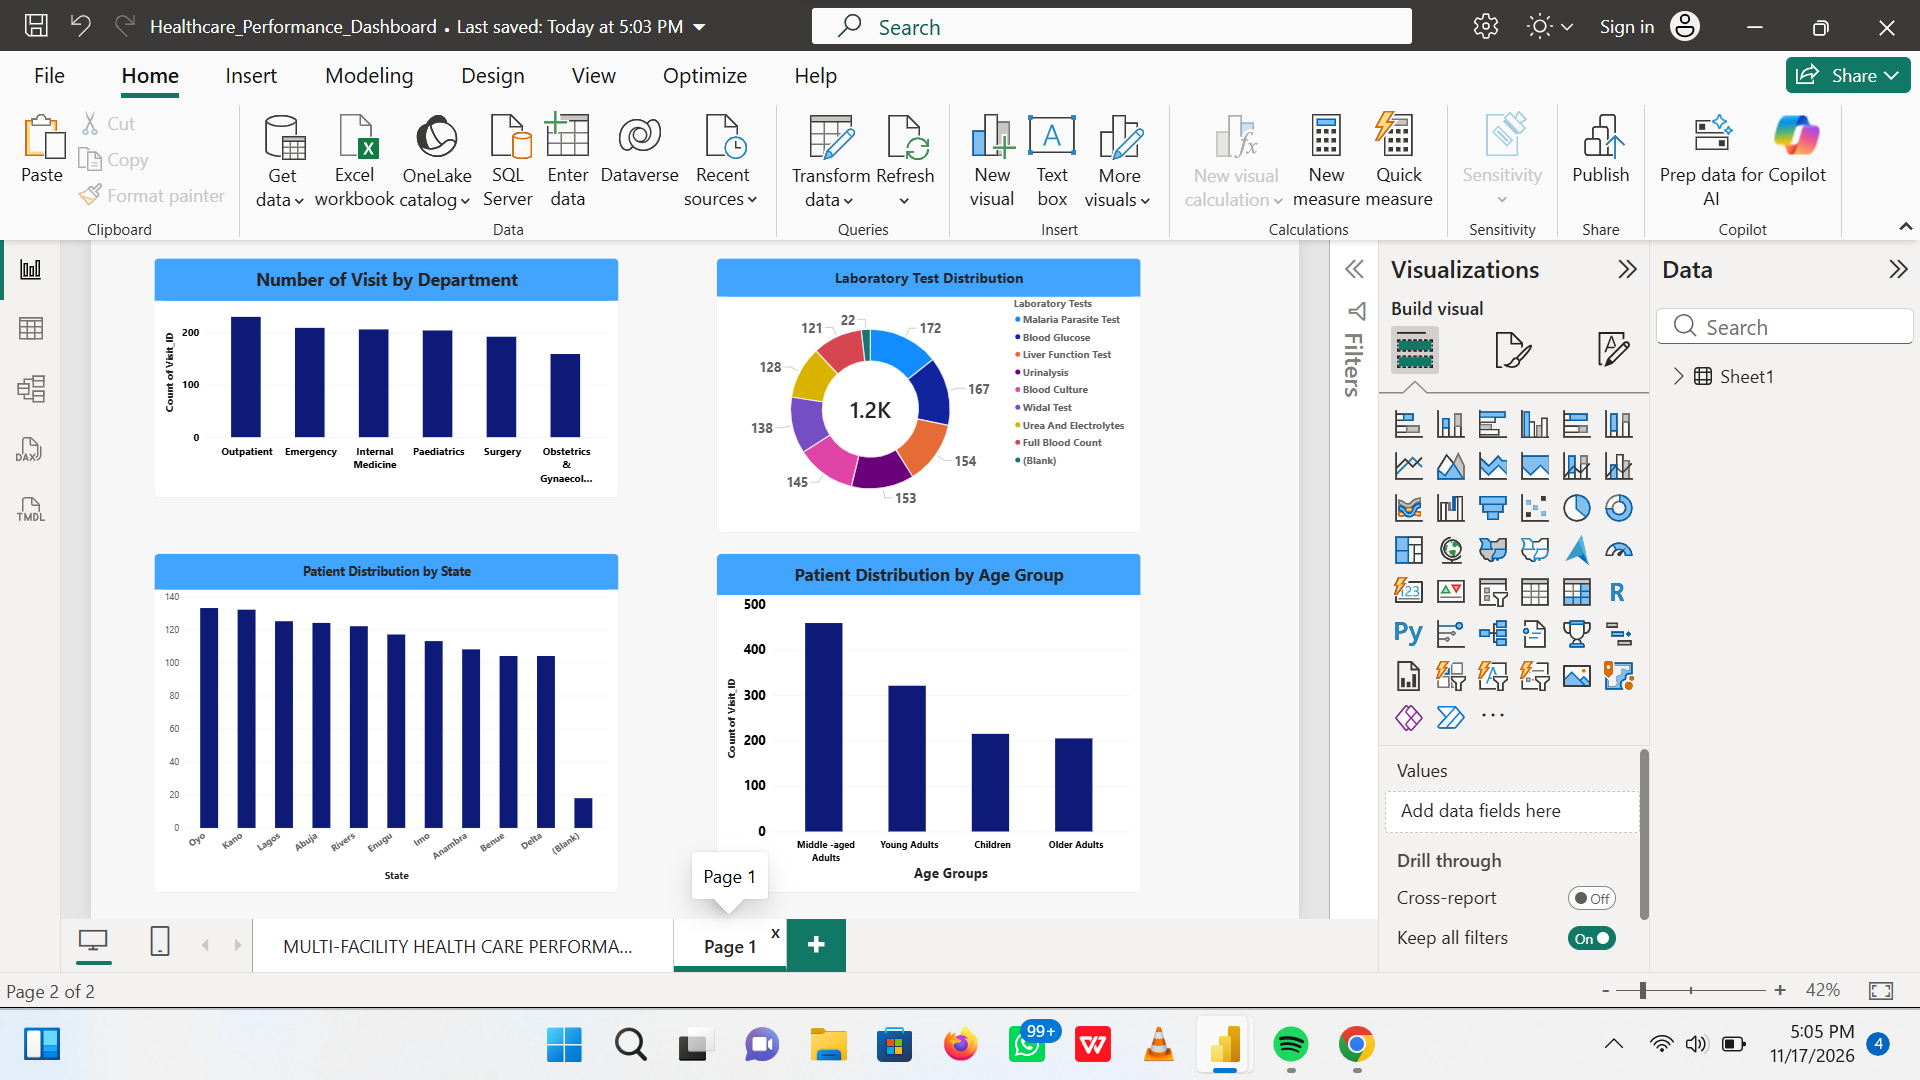 Healthcare_Performance_Dashboard • Last saved: Today at 5:03 PM
Search
Sign in
File
Home
Insert
Modeling
Design
View
Optimize
Help
Share
Paste
Cut
Copy
Format painter
Clipboard
Get
data
Excel
workbook
OneLake
catalog
SQL
Server
Enter
data
Dataverse
Recent
sources
Data
Transform
data
Refresh
Queries
New
visual
Text
box
More
visuals
Insert
New visual
calculation
New
measure
Quick
measure
Calculations
Sensitivity
Sensitivity
Publish
Share
Prep data for
AI
Copilot
Copilot
DAX
TMDL
Number of Visit by Department
Count of Visit_ID
200
100
0
Outpatient
Emergency
Internal
Medicine
Paediatrics
Surgery
Obstetrics
&
Gynaecol...
Laboratory Test Distribution
22
121
172
128
167
1.2K
138
154
145
153
Laboratory Tests
Malaria Parasite Test
Blood Glucose
Liver Function Test
Urinalysis
Blood Culture
Widal Test
Urea And Electrolytes
Full Blood Count
(Blank)
Patient Distribution by State
140
120
100
80
60
40
20
0
Oyo
Kano
Lagos
Abuja
Rivers
Enugu
Imo
Anambra
Benue
Delta
(Blank)
State
Patient Distribution by Age Group
Count of Visit_ID
500
400
300
200
100
0
Middle -aged
Adults
Young Adults
Children
Older Adults
Age Groups
Page 1
Filters
Visualizations
Build visual
123
R
Py
Values
Add data fields here
Drill through
Cross-report
Off
Keep all filters
On
Data
Search
Sheet1
MULTI-FACILITY HEALTH CARE PERFORMA...
Page 1
x
+
Page 2 of 2
-
+
42%
99+
W
5:05 PM
11/17/2026
4